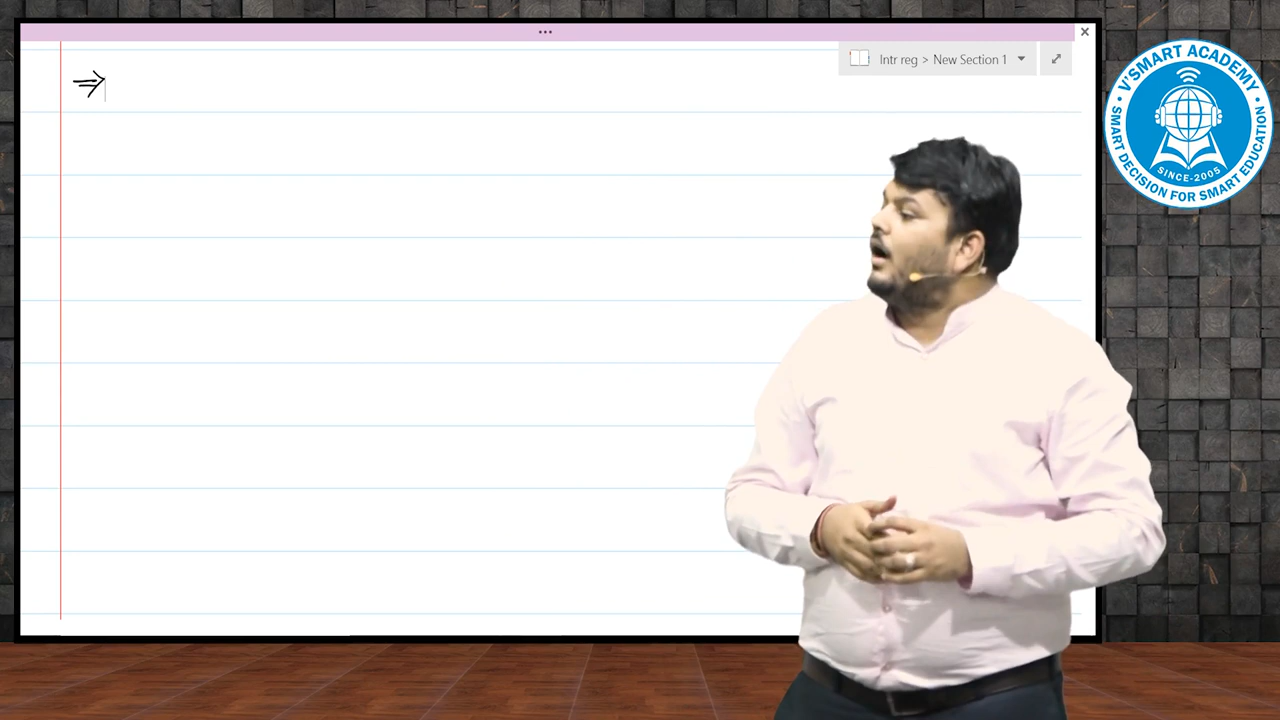 ...
Intr reg > New Section 1
⇒
V'SMART ACADEMY
SINCE-2005
SMART DECISION FOR SMART EDUCATION